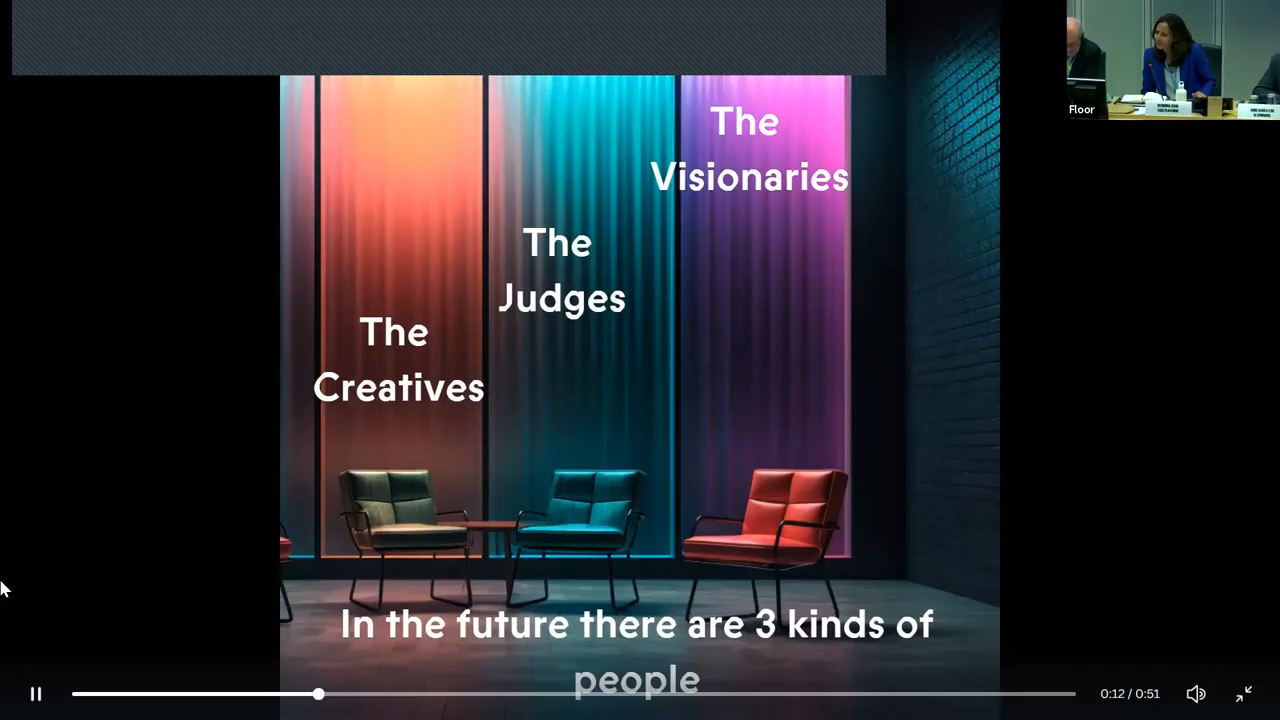 Floor
The
Visionaries
The
Judges
The
Creatives
In the future there are 3 kinds of
people
0:12 / 0:51